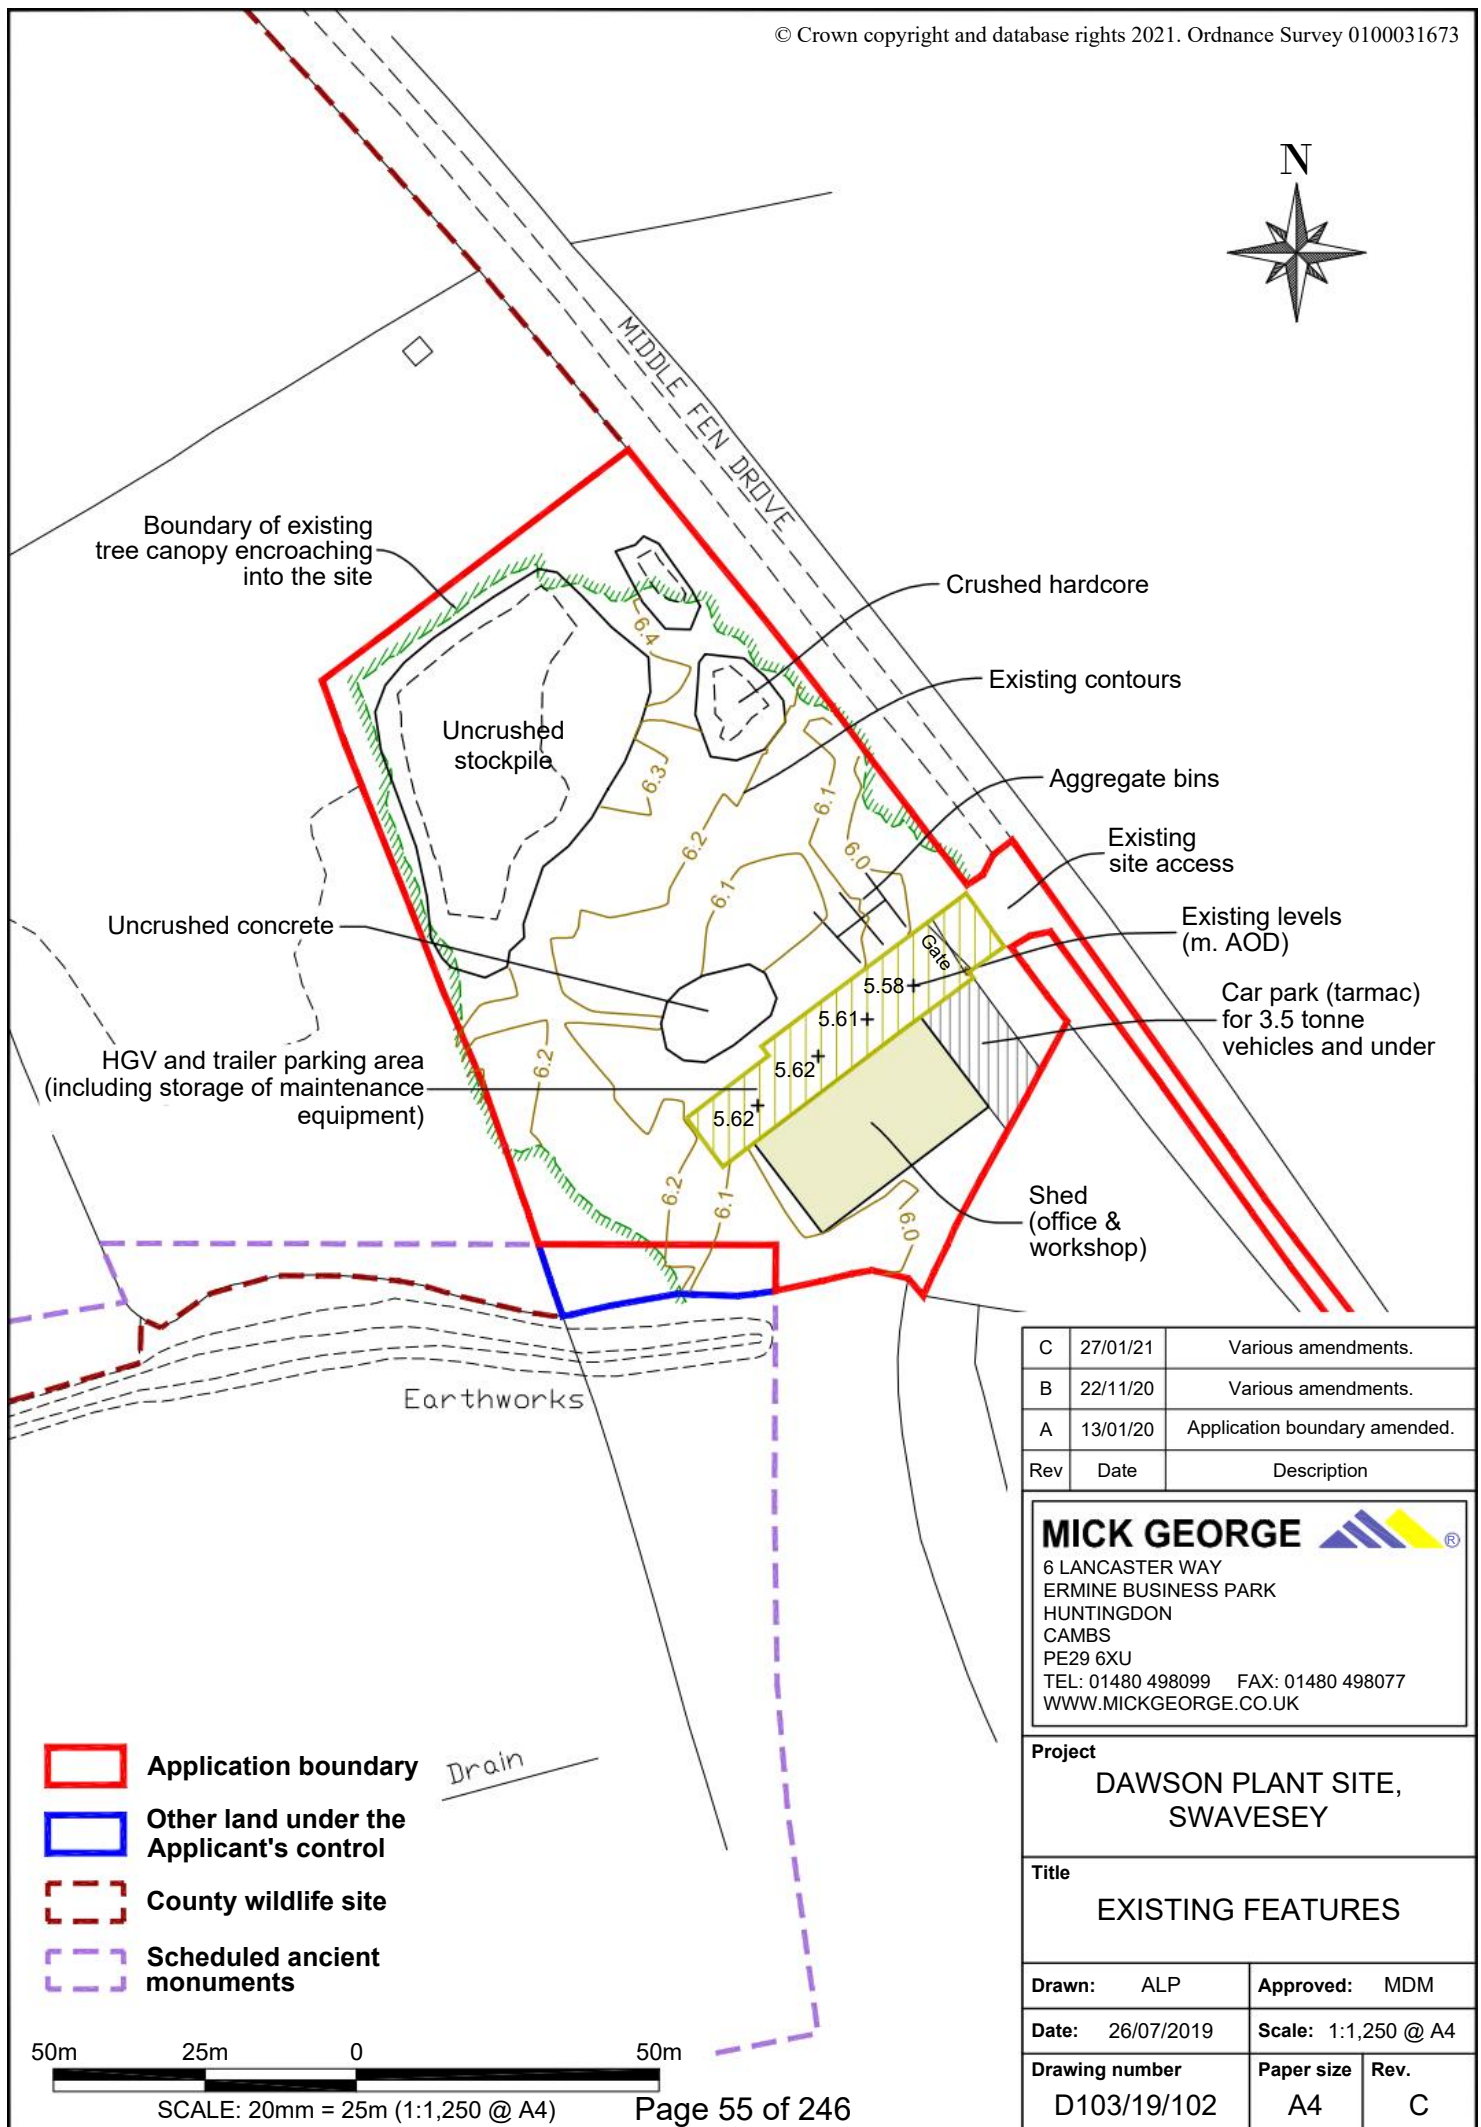 © Crown copyright and database rights 2021. Ordnance Survey 0100031673
N
MIDDLE FEN DROVE
Boundary of existing
tree canopy encroaching
into the site
Crushed hardcore
6.4
Existing contours
Uncrushed
stockpile
6.3
Aggregate bins
6.1
6.2
6.0
Existing
site access
6.1
Uncrushed concrete
Existing levels
(m. AOD)
Gate
5.58
5.61
Car park (tarmac)
for 3.5 tonne
vehicles and under
HGV and trailer parking area
(including storage of maintenance
equipment)
6.2
5.62
5.62
6.2
6.1
6.0
Shed
(office &
workshop)
Earthworks
C 27/01/21 Various amendments.
B 22/11/20 Various amendments.
A 13/01/20 Application boundary amended.
Rev Date Description
MICK GEORGE ®
6 LANCASTER WAY
ERMINE BUSINESS PARK
HUNTINGDON
CAMBS
PE29 6XU
TEL: 01480 498099 FAX: 01480 498077
WWW.MICKGEORGE.CO.UK
Project
DAWSON PLANT SITE,
SWAVESEY
Title
EXISTING FEATURES
Drawn: ALP Approved: MDM
Date: 26/07/2019 Scale: 1:1,250 @ A4
Drawing number Paper size Rev.
D103/19/102 A4 C
Drain
Application boundary
Other land under the
Applicant's control
County wildlife site
Scheduled ancient
monuments
50m 25m 0 50m
SCALE: 20mm = 25m (1:1,250 @ A4)
Page 55 of 246